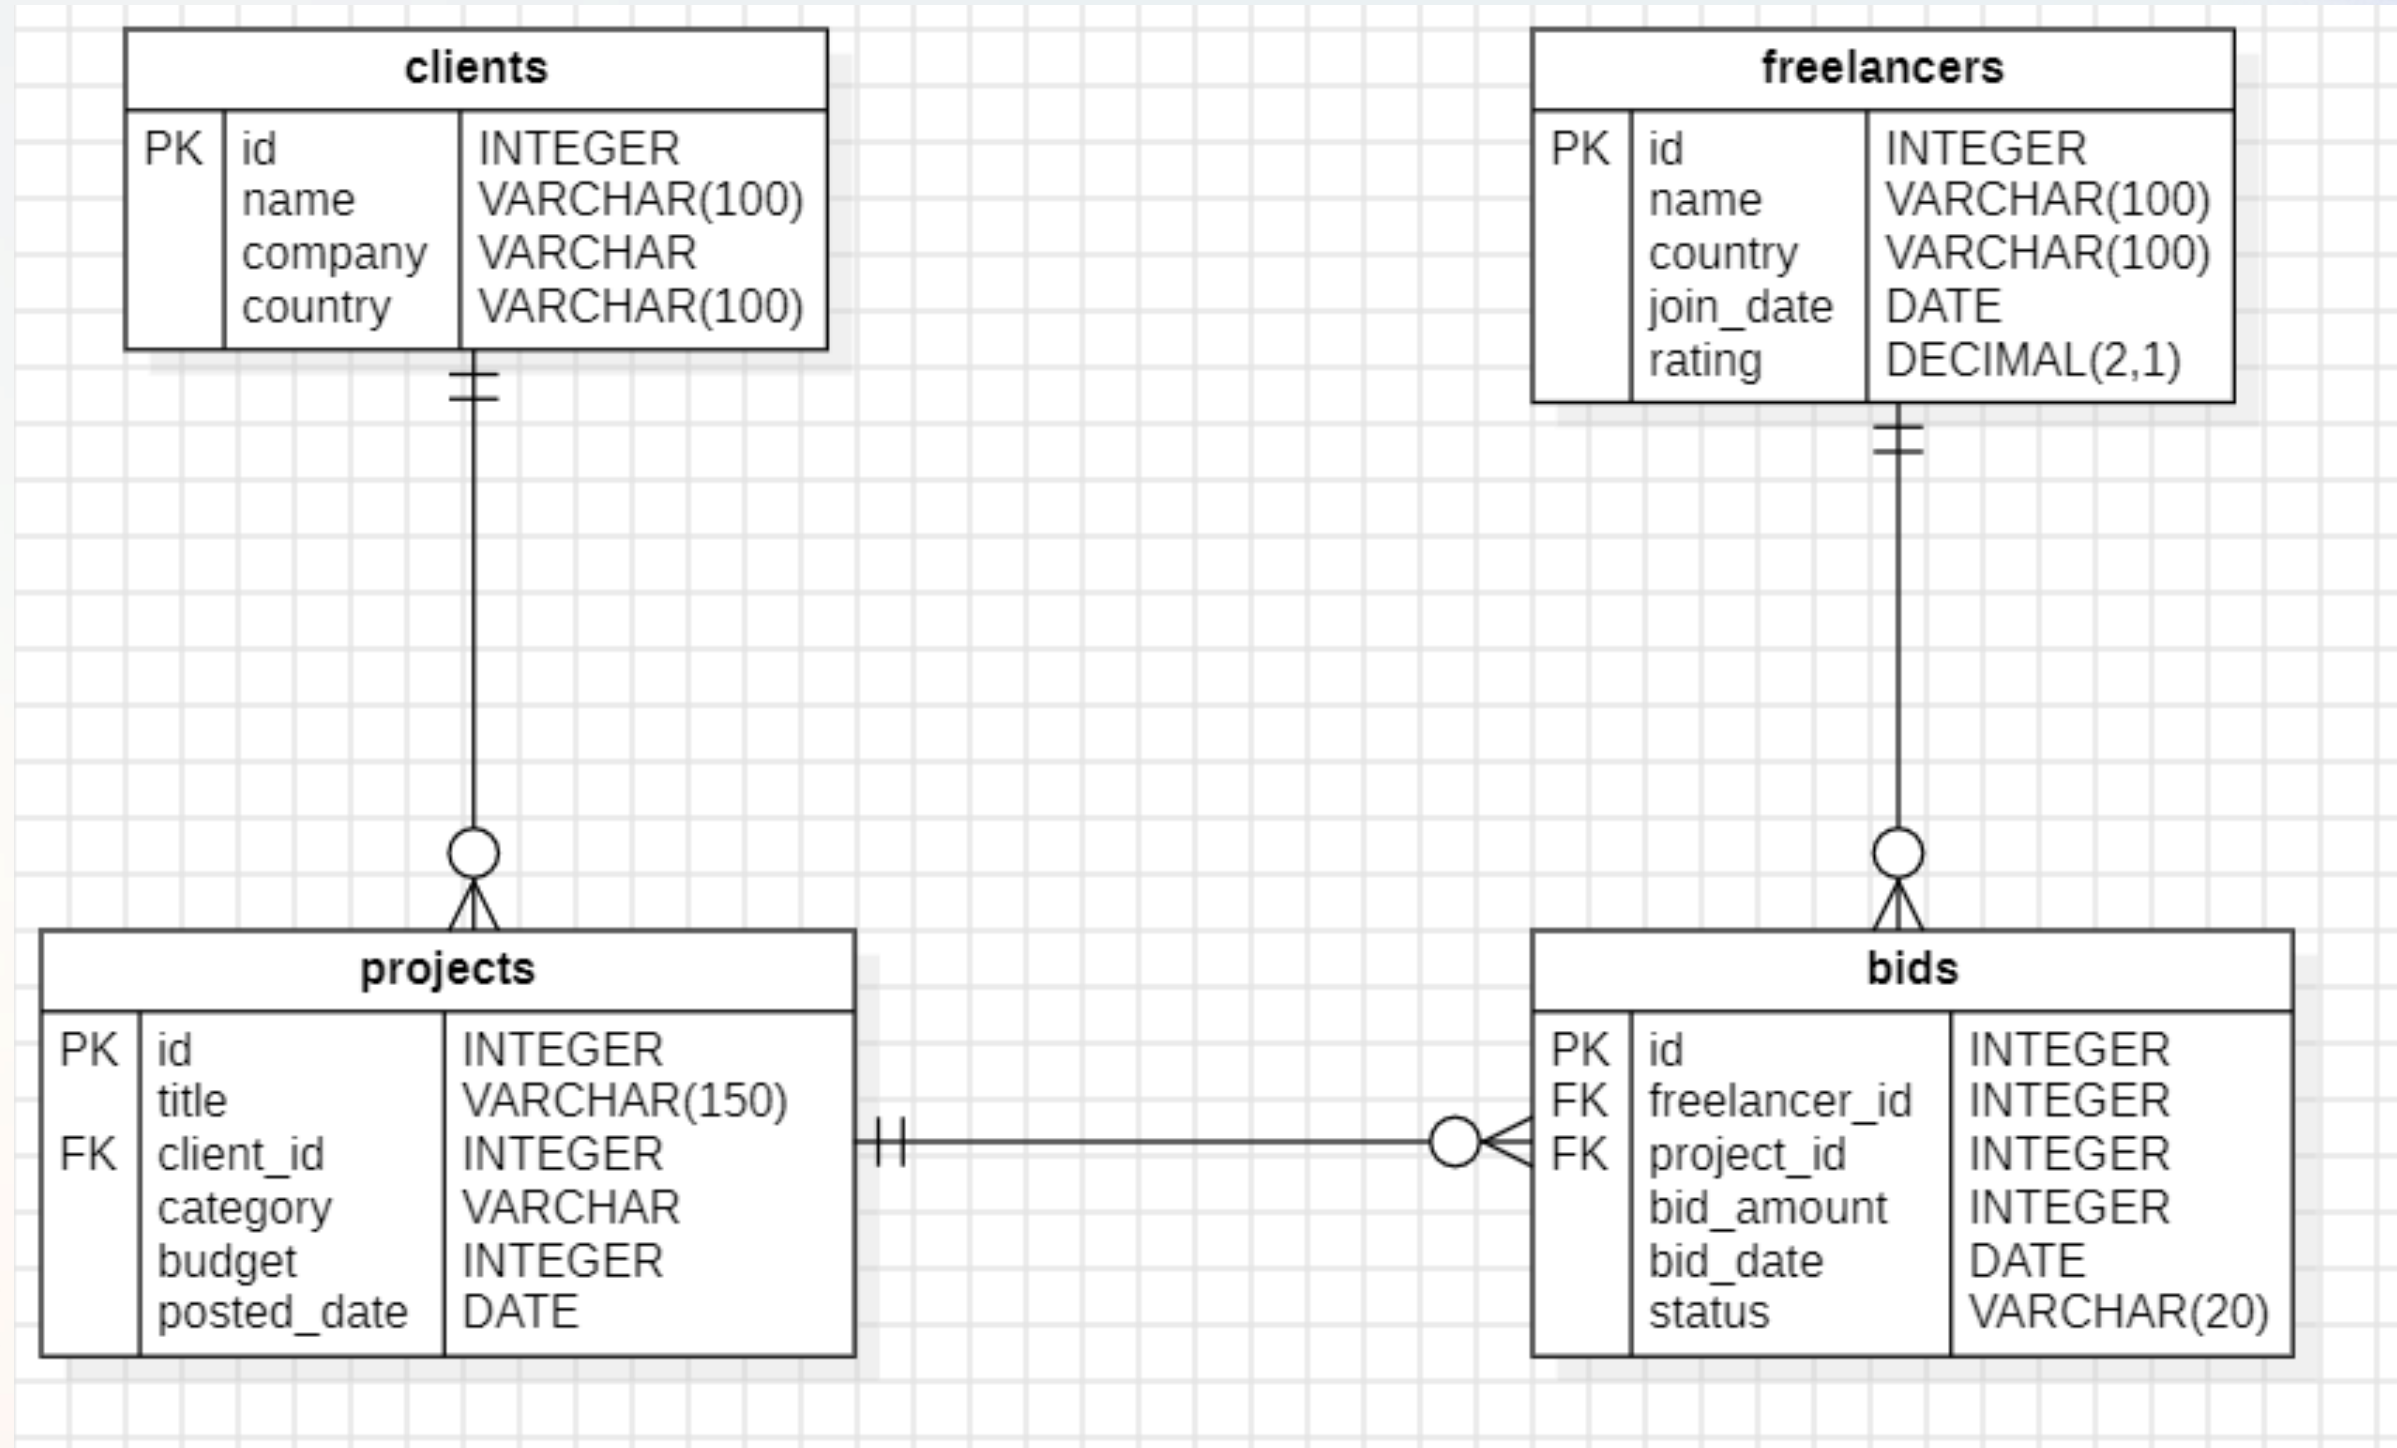 clients
PK id INTEGER
name VARCHAR(100)
company VARCHAR
country VARCHAR(100)
freelancers
PK id INTEGER
name VARCHAR(100)
country VARCHAR(100)
join_date DATE
rating DECIMAL(2,1)
projects
PK id INTEGER
title VARCHAR(150)
FK client_id INTEGER
category VARCHAR
budget INTEGER
posted_date DATE
bids
PK id INTEGER
FK freelancer_id INTEGER
FK project_id INTEGER
bid_amount INTEGER
bid_date DATE
status VARCHAR(20)